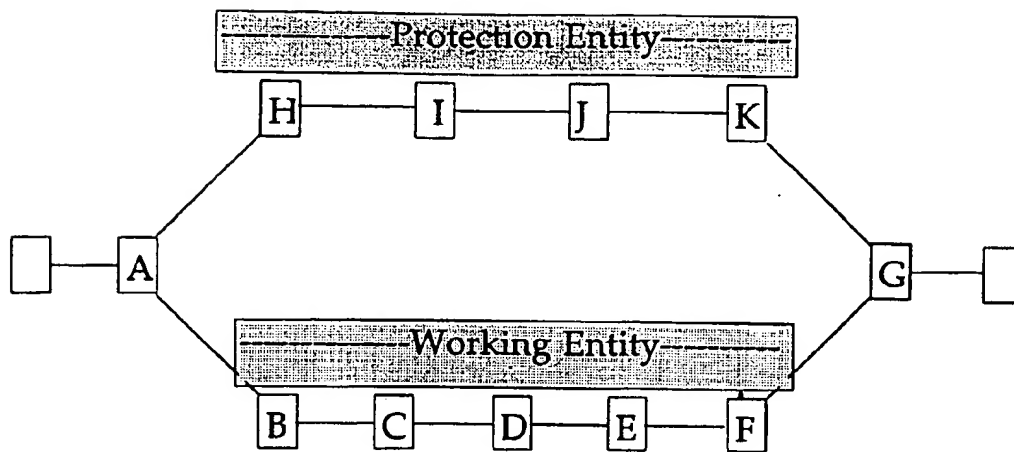 Protection Entity
H I J K
A G
Working Entity
B C D E F